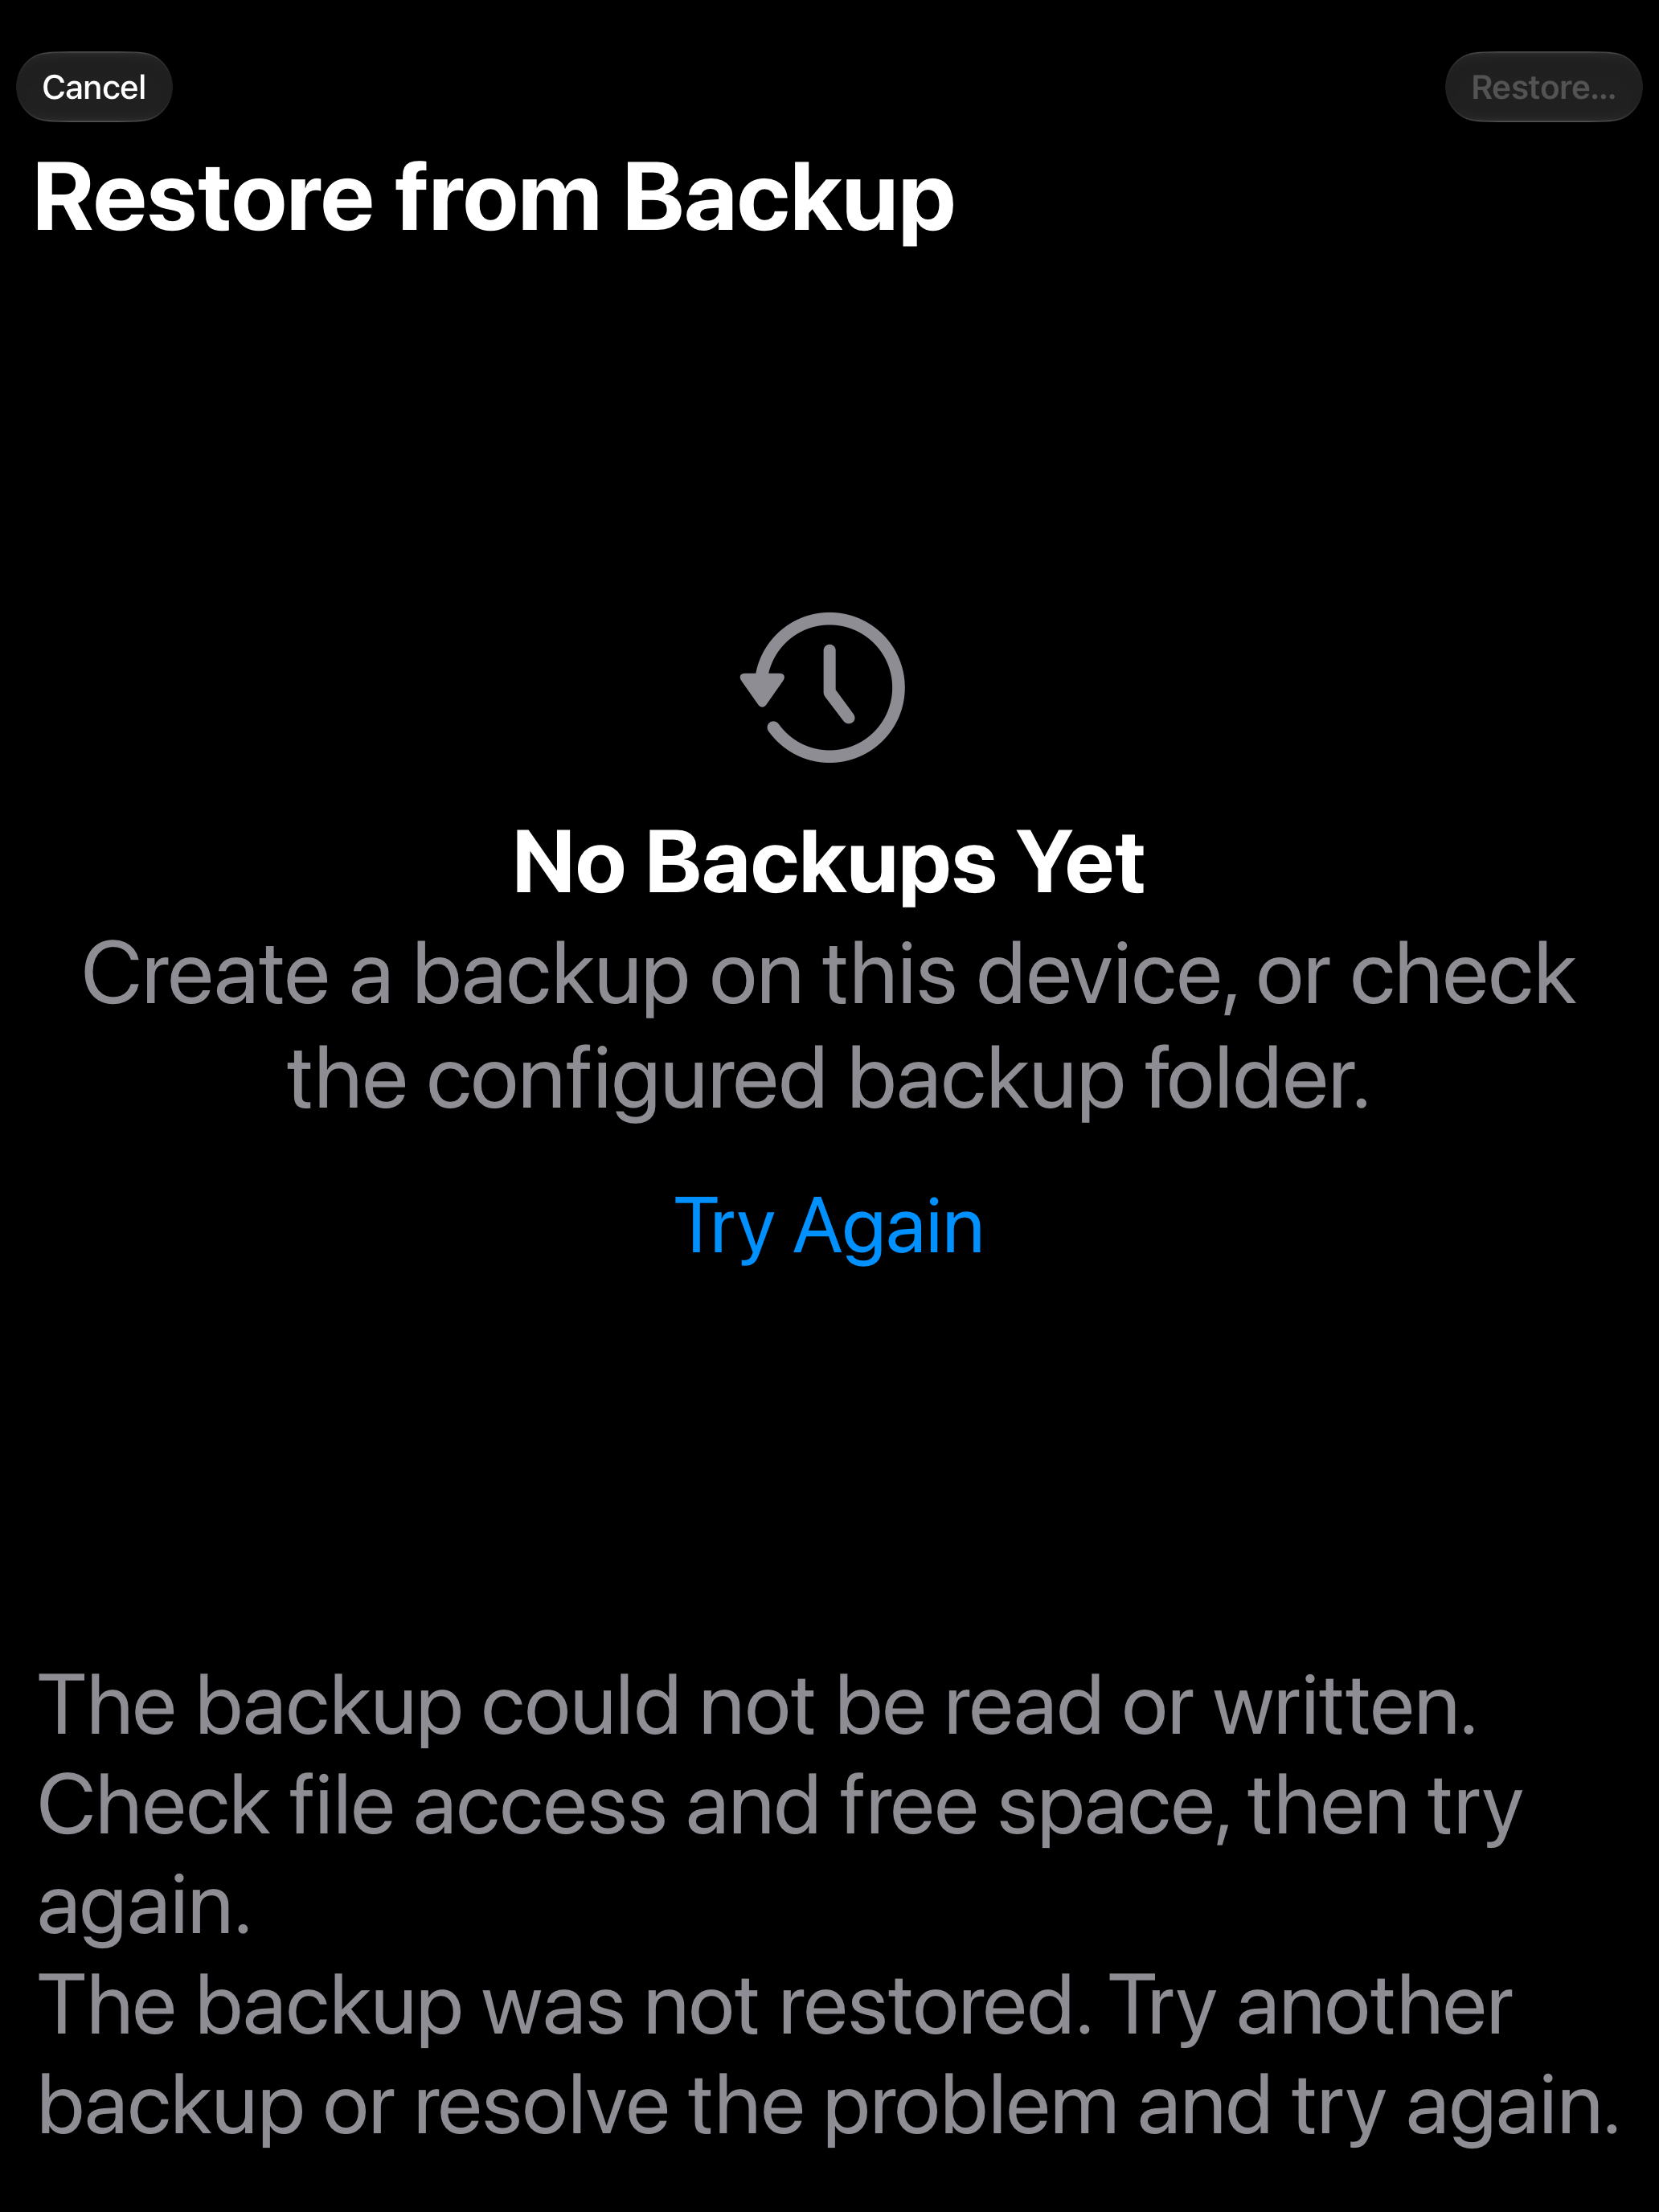 Cancel
Restore...
Restore from Backup
No Backups Yet
Create a backup on this device, or check
the configured backup folder.
Try Again
The backup could not be read or written.
Check file access and free space, then try
again.
The backup was not restored. Try another
backup or resolve the problem and try again.